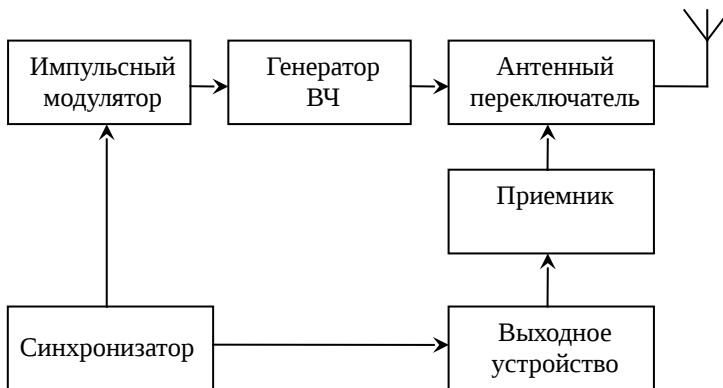 Импульсный
модулятор
Генератор
ВЧ
Антенный
переключатель
Приемник
Синхронизатор
Выходное
устройство